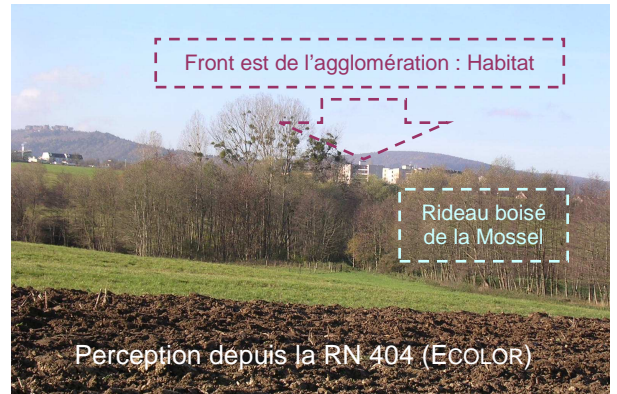 Front est de l’agglomération : Habitat
Rideau boisé
de la Mossel
Perception depuis la RN 404 (ECOLOR)